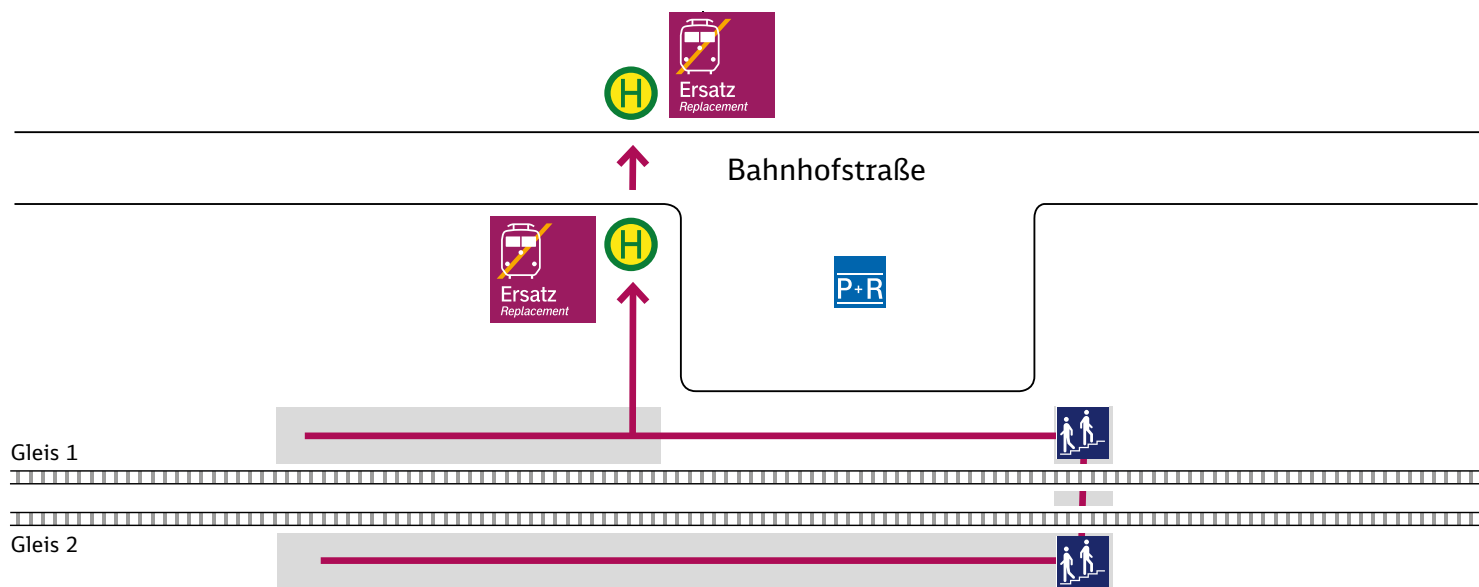 Ersatz
Replacement
H
Bahnhofstraße
H
Ersatz
Replacement
P+R
Gleis 1
Gleis 2